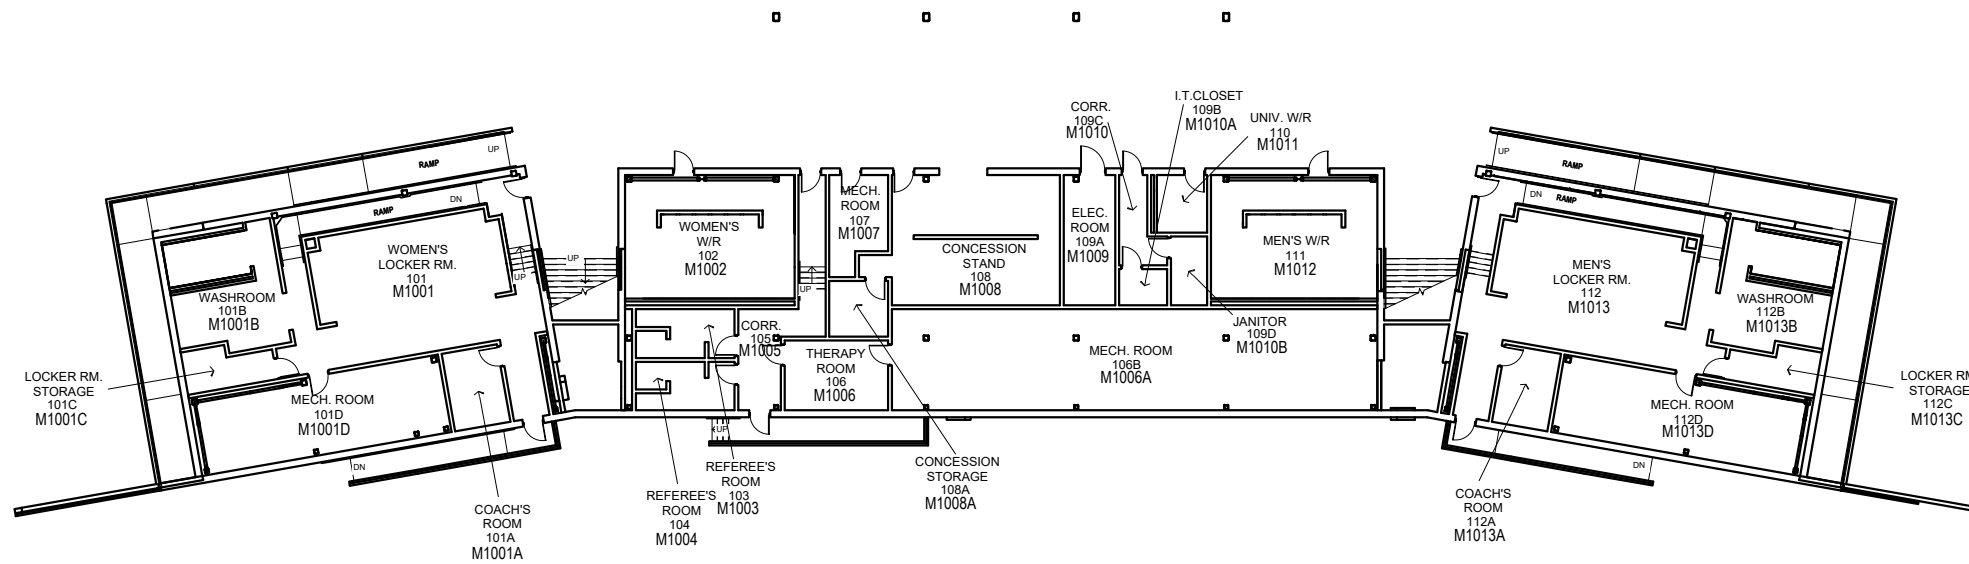 I.T.CLOSET
109B
M1010A
CORR.
109C
M1010
UNIV. W/R
110
M1011
UP
RAMP
DN
RAMP
WOMEN'S
LOCKER RM.
101
M1001
UP
UP
WASHROOM
101B
M1001B
LOCKER RM.
STORAGE
101C
M1001C
MECH. ROOM
101D
M1001D
DN
COACH'S
ROOM
101A
M1001A
WOMEN'S
W/R
102
M1002
UP
MECH.
ROOM
107
M1007
CONCESSION
STAND
108
M1008
ELEC.
ROOM
109A
M1009
MEN'S W/R
111
M1012
CORR.
105
M1005
THERAPY
ROOM
106
M1006
MECH. ROOM
106B
M1006A
JANITOR
109D
M1010B
UP
REFEREE'S
ROOM
103
M1003
REFEREE'S
ROOM
104
M1004
CONCESSION
STORAGE
108A
M1008A
UP
RAMP
DN
RAMP
MEN'S
LOCKER RM.
112
M1013
WASHROOM
112B
M1013B
LOCKER RM
STORAGE
112C
M1013C
MECH. ROOM
112D
M1013D
DN
COACH'S
ROOM
112A
M1013A